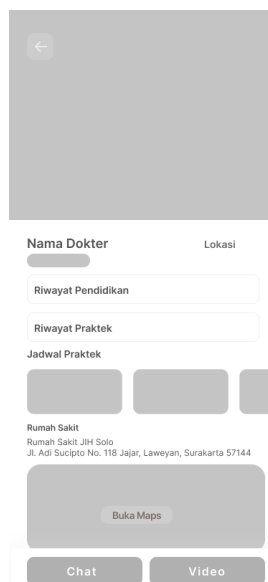 Nama Dokter
Lokasi
Riwayat Pendidikan
Riwayat Praktek
Jadwal Praktek
Rumah Sakit
Rumah Sakit JIH Solo
Jl. Adi Sucipto No. 118 Jajar, Laweyan, Surakarta 57144
Buka Maps
Chat
Video